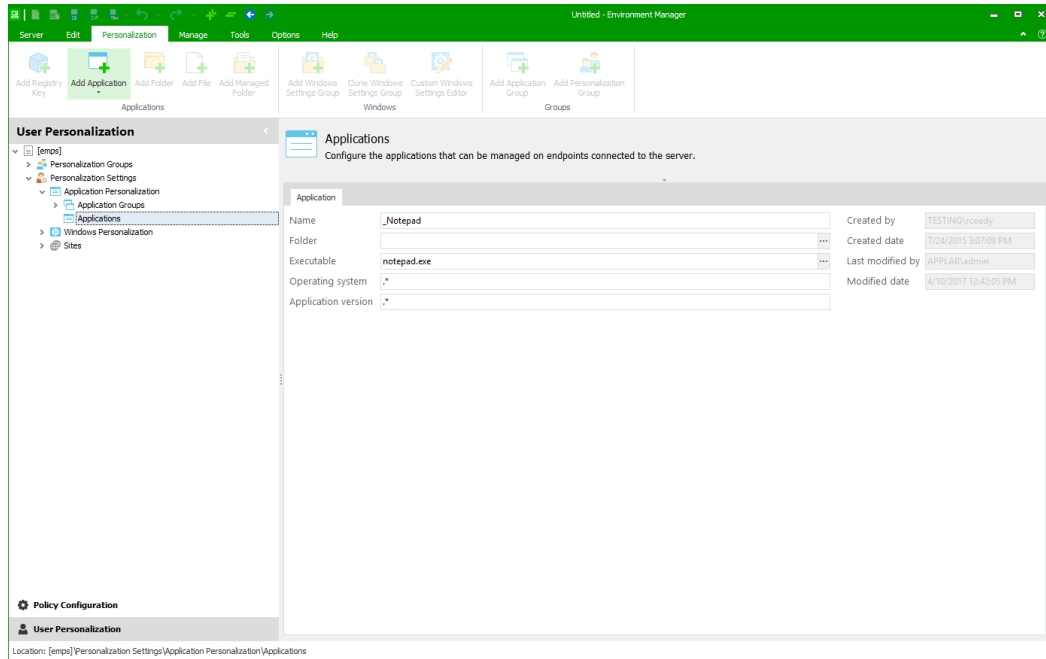 Untitled - Environment Manager
Server Edit Personalization Manage Tools Options Help
Add Registry Key
Add Application
Add Folder
Add File
Add Managed Folder
Add Windows Settings Group
Clone Windows Settings Group
Custom Windows Settings Editor
Add Application Group
Add Personalization Group
Applications
Windows
Groups
User Personalization
[emps]
Personalization Groups
Personalization Settings
Application Personalization
Application Groups
Applications
Windows Personalization
Sites
Policy Configuration
User Personalization
Applications
Configure the applications that can be managed on endpoints connected to the server.
Application
Name _Notepad
Folder
Executable notepad.exe
Operating system .*
Application version .*
Created by TESTING\rcoady
Created date 7/24/2015 3:07:09 PM
Last modified by APPLAB\admin
Modified date 4/10/2017 12:42:05 PM
Location: [emps]\Personalization Settings\Application Personalization\Applications